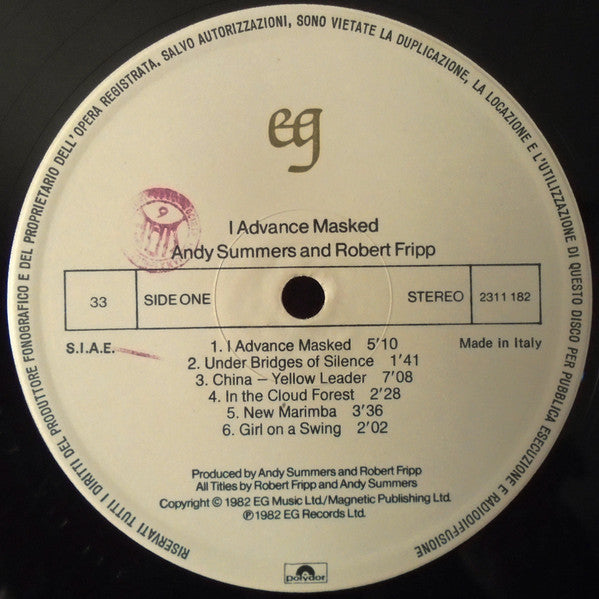 RISERVATI TUTTI I DIRITTI DEL PRODUTTORE FONOGRAFICO E DEL PROPRIETARIO DELL'OPERA REGISTRATA. SALVO AUTORIZZAZIONI, SONO VIETATE LA DUPLICAZIONE, LA LOCAZIONE E L'UTILIZZAZIONE DI QUESTO DISCO PER PUBBLICA ESECUZIONE E RADIODIFFUSIONE
eg
I Advance Masked
Andy Summers and Robert Fripp
33 SIDE ONE STEREO 2311 182
S.I.A.E. Made in Italy
1. I Advance Masked 5'10
2. Under Bridges of Silence 1'41
3. China – Yellow Leader 7'08
4. In the Cloud Forest 2'28
5. New Marimba 3'36
6. Girl on a Swing 2'02
Produced by Andy Summers and Robert Fripp
All Titles by Robert Fripp and Andy Summers
Copyright © 1982 EG Music Ltd/Magnetic Publishing Ltd.
℗ 1982 EG Records Ltd.
polydor